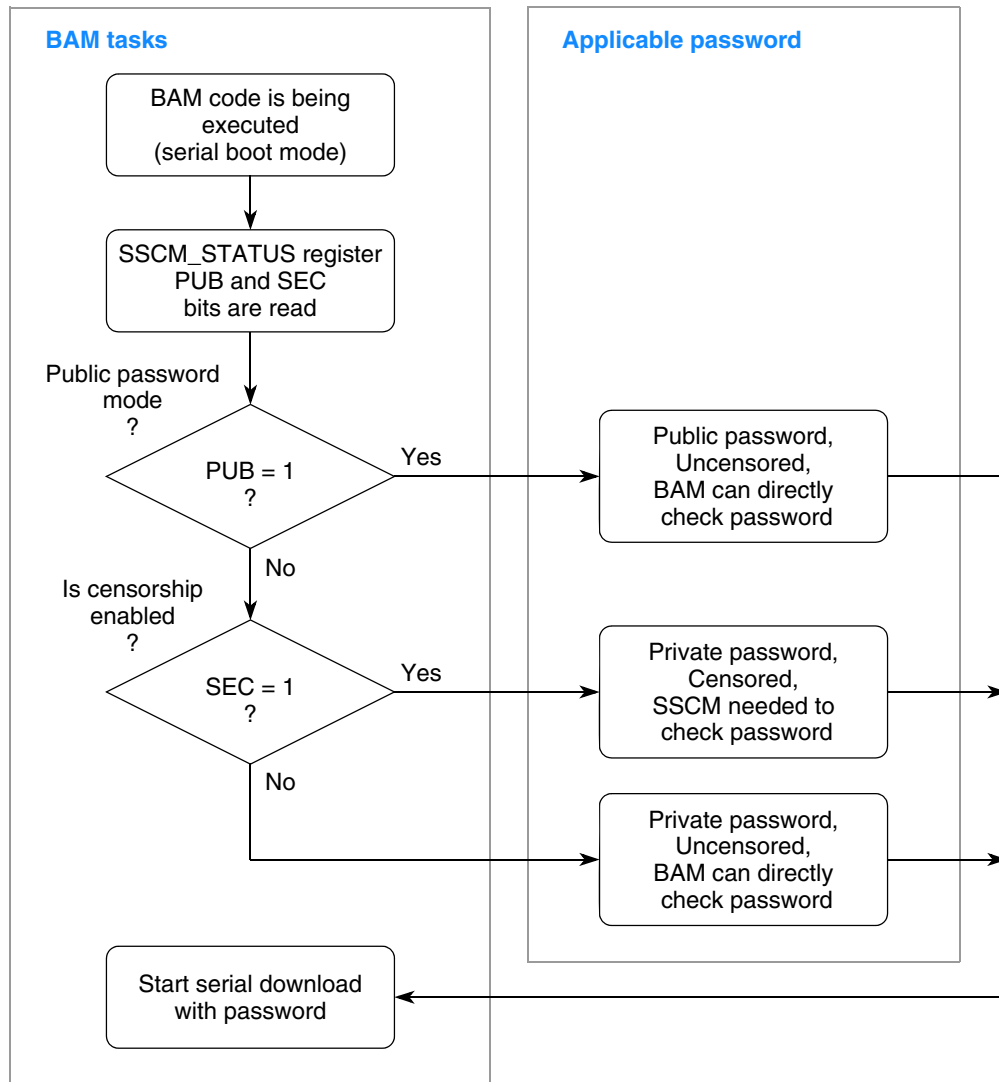 BAM tasks
Applicable password
BAM code is being
executed
(serial boot mode)
SSCM_STATUS register
PUB and SEC
bits are read
Public password
mode
?
PUB = 1
?
Yes
No
Public password,
Uncensored,
BAM can directly
check password
Is censorship
enabled
?
SEC = 1
?
Yes
No
Private password,
Censored,
SSCM needed to
check password
Private password,
Uncensored,
BAM can directly
check password
Start serial download
with password